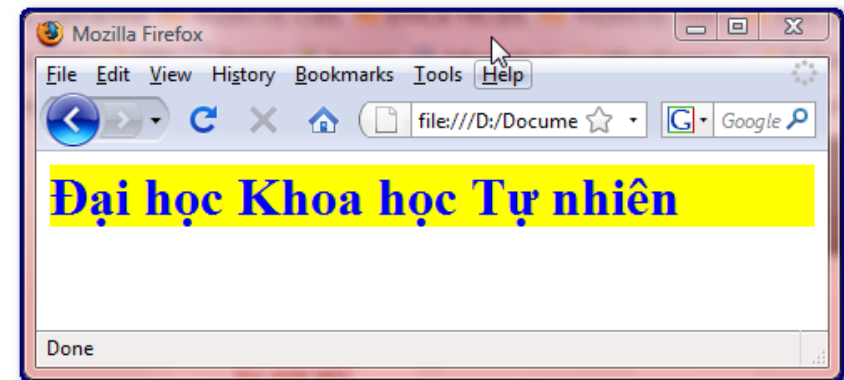 Mozilla Firefox
File Edit View History Bookmarks Tools Help
file:///D:/Docume G Google
Đại học Khoa học Tự nhiên
Done